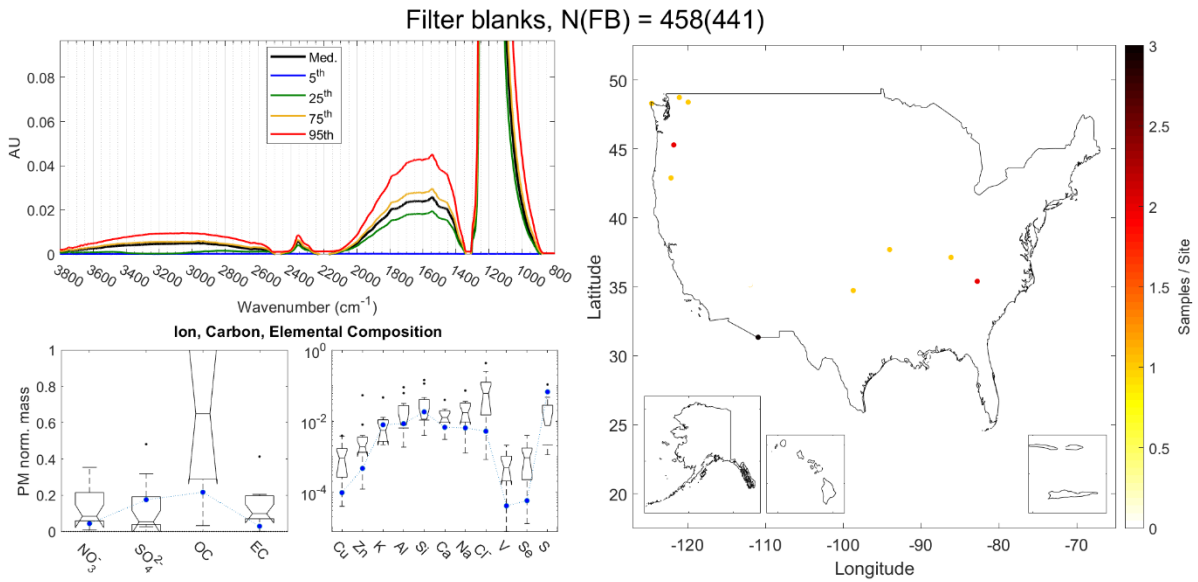 Filter blanks, N(FB) = 458(441)
Med.
5th
25th
75th
95th
0.08
0.06
0.04
0.02
0
AU
3800 3600 3400 3200 3000 2800 2600 2400 2200 2000 1800 1600 1400 1200 1000 800
Wavenumber (cm-1)
Ion, Carbon, Elemental Composition
1
0.8
0.6
0.4
0.2
0
PM norm. mass
NO3- SO42- OC EC
100
10-2
10-4
Cu Zn K Al Si Ca Na Cl- V Se S
50
45
40
35
30
25
20
Latitude
-120 -110 -100 -90 -80 -70
Longitude
3
2.5
2
1.5
1
0.5
0
Samples / Site